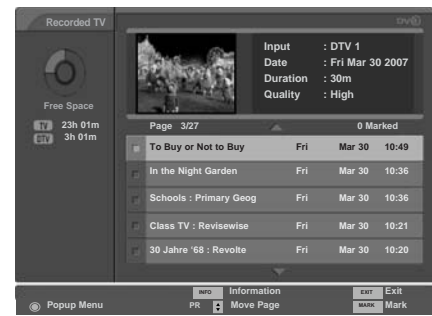 Recorded TV
Free Space
TV 23h 01m
DTV 3h 01m
Input : DTV 1
Date : Fri Mar 30 2007
Duration : 30m
Quality : High
Page 3/27 0 Marked
To Buy or Not to Buy Fri Mar 30 10:49
In the Night Garden Fri Mar 30 10:36
Schools : Primary Geog Fri Mar 30 10:36
Class TV : Revisewise Fri Mar 30 10:21
30 Jahre ‘68 : Revolte Fri Mar 30 10:20
INFO Information EXIT Exit
Popup Menu PR Move Page MARK Mark